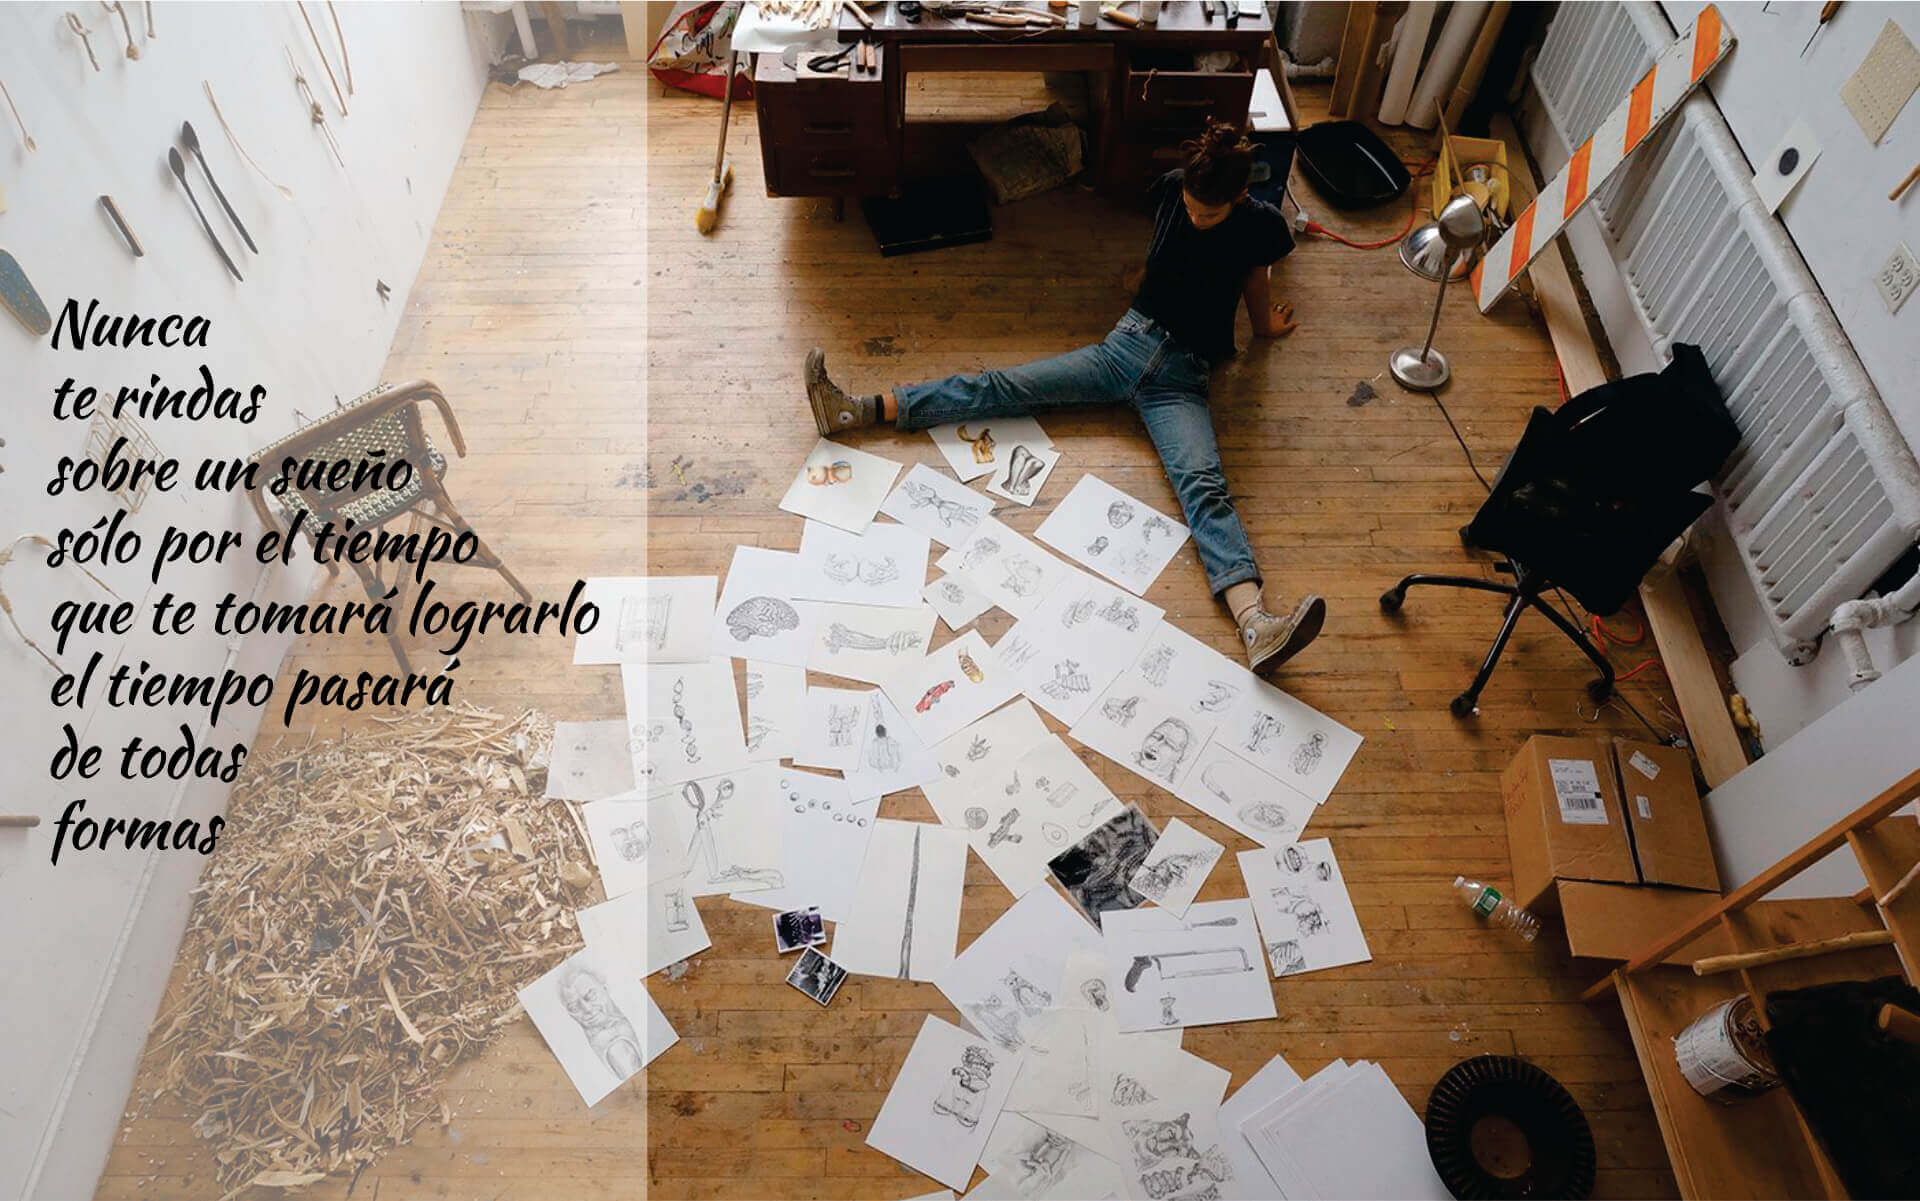 Nunca
te rindas
sobre un sueño
sólo por el tiempo
que te tomará lograrlo
el tiempo pasará
de todas
formas